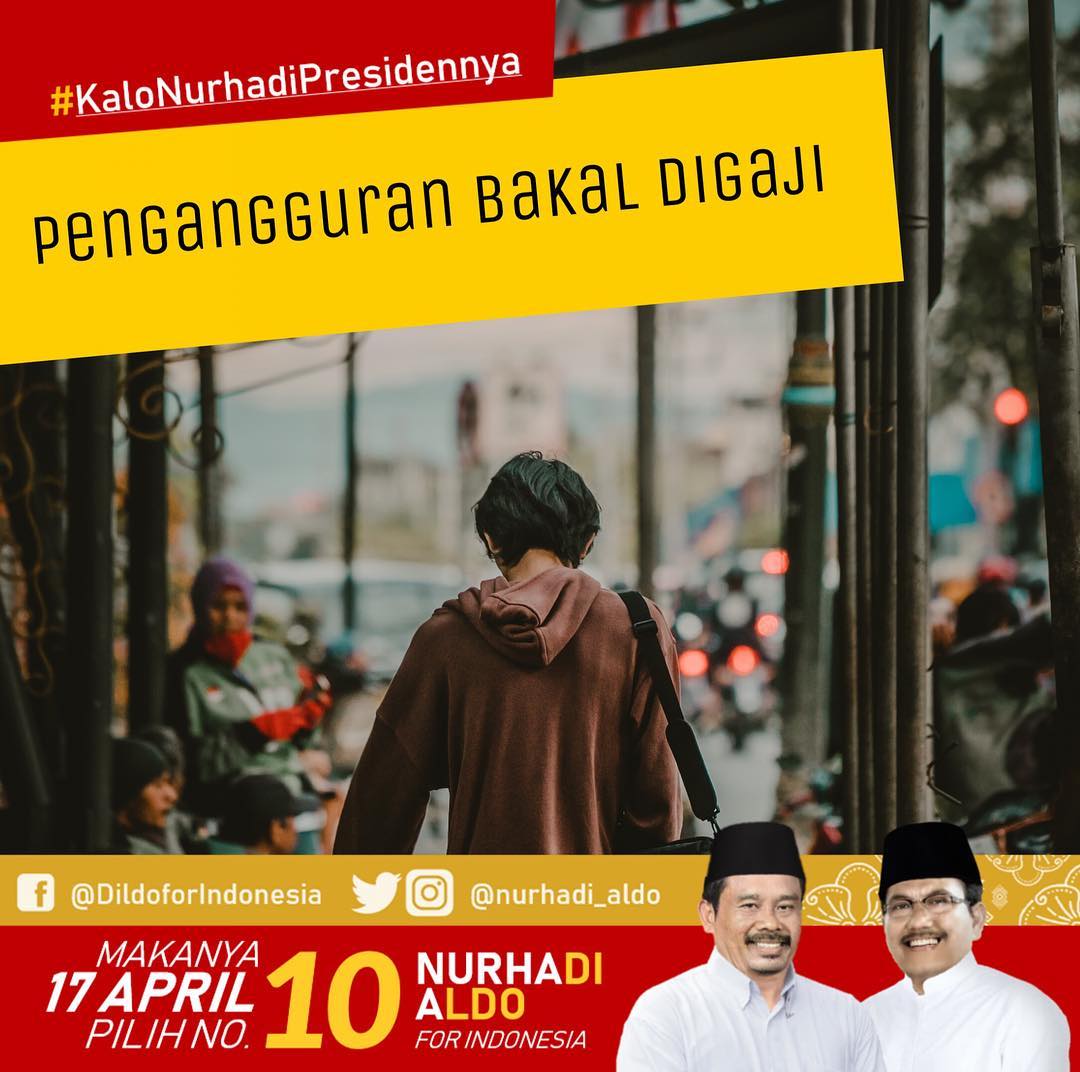 #KaloNurhadiPresidennya
Pengangguran Bakal Digaji
@DildoforIndonesia
@nurhadi_aldo
MAKANYA
17 APRIL
PILIH NO.
10
NURHADI
ALDO
FOR INDONESIA